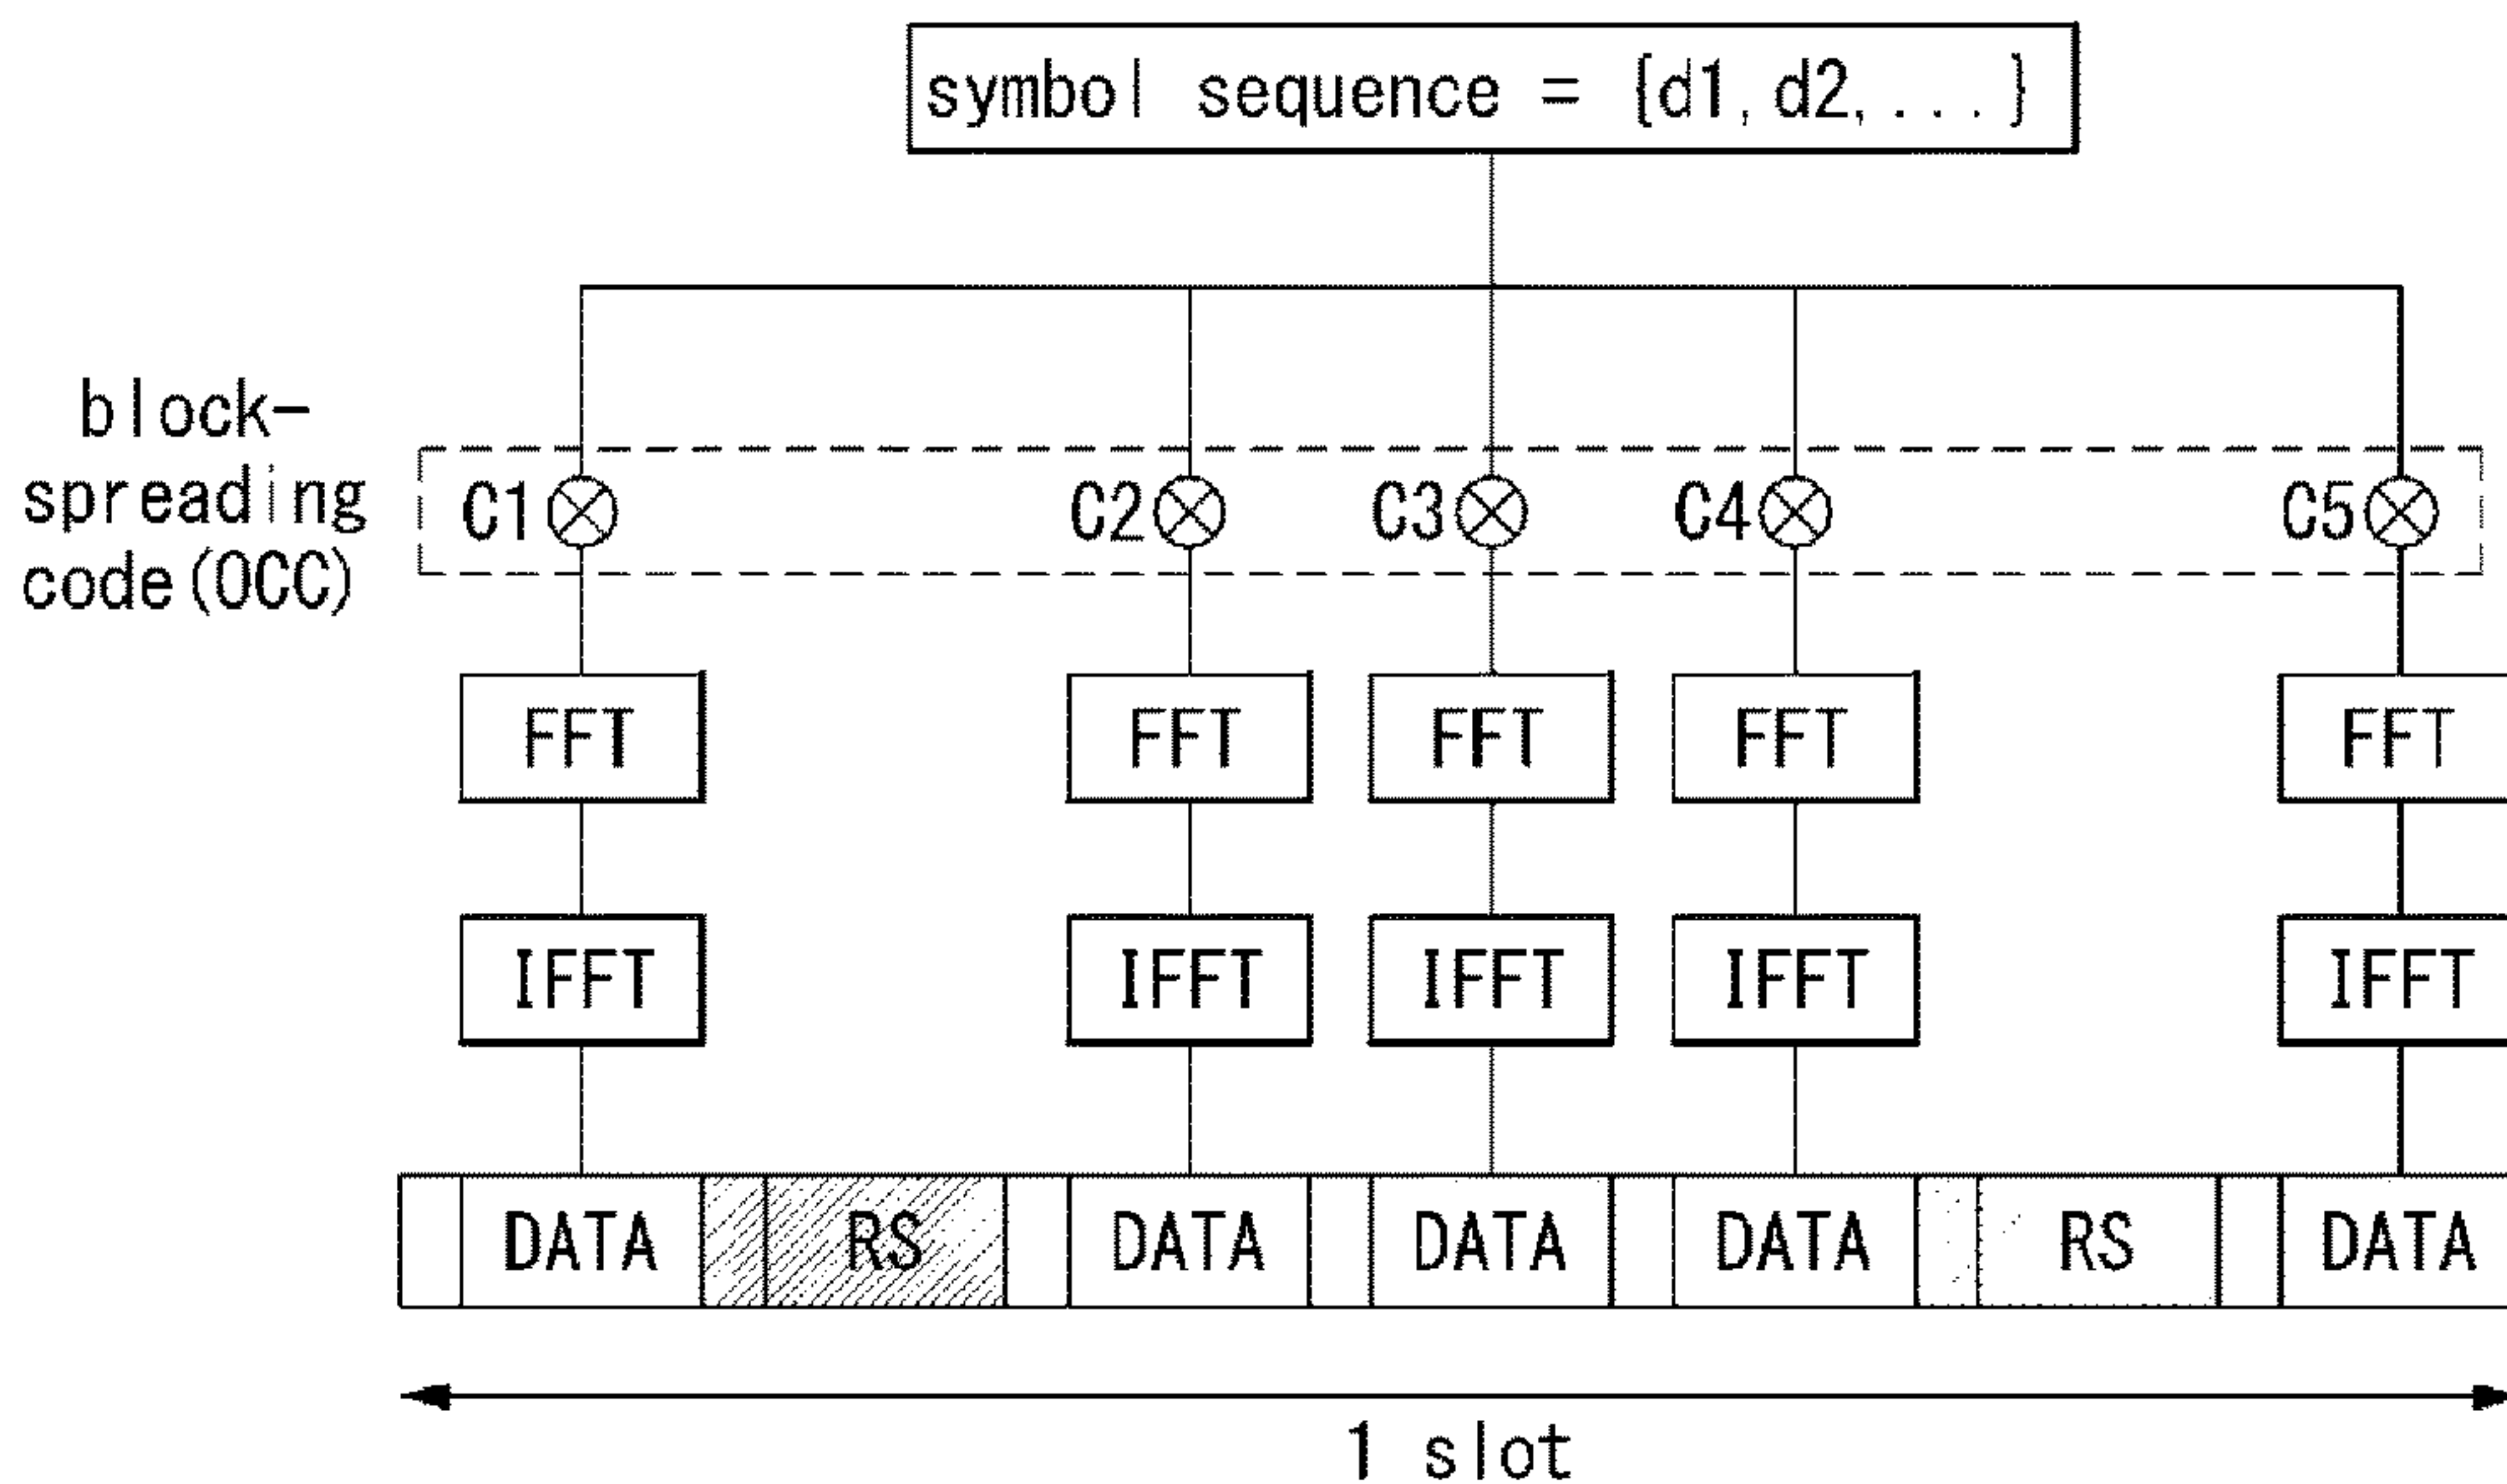 symbol sequence = {d1, d2, ... }
block-
spreading
code(OCC)
C1 C2 C3 C4 C5
FFT FFT FFT FFT FFT
IFFT IFFT IFFT IFFT IFFT
DATA RS DATA DATA DATA RS DATA
1 slot